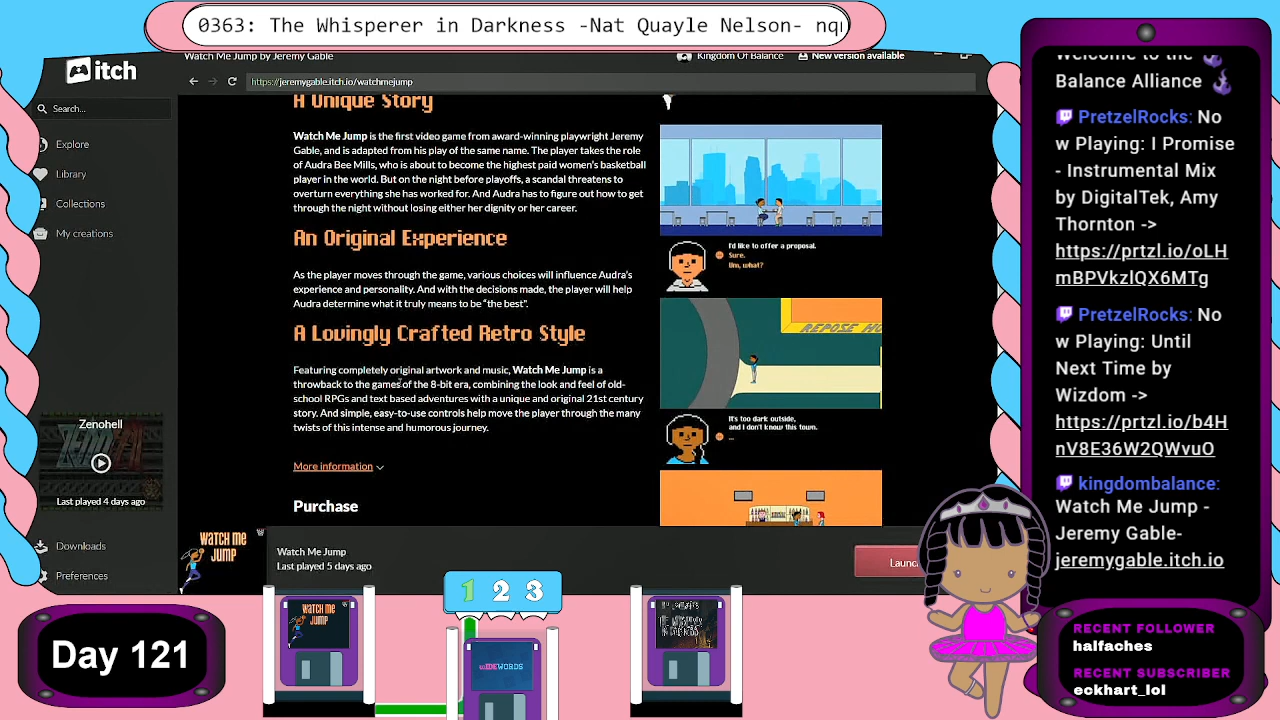 0363: The Whisperer in Darkness -Nat Quayle Nelson-
Watch Me Jump by Jeremy Gable
Kingdom Of Balance
New version available
itch
https://jeremygable.itch.io/watchmejump
Search...
Explore
Library
Collections
My creations
Zenohell
Last played 4 days ago
Downloads
Preferences
A Unique Story
Watch Me Jump is the first video game from award-winning playwright Jeremy
Gable, and is adapted from his play of the same name. The player takes the role
of Audra Bee Mills, who is about to become the highest paid women's basketball
player in the world. But on the night before playoffs, a scandal threatens to
overturn everything she has worked for. And Audra has to figure out how to get
through the night without losing either her dignity or her career.
An Original Experience
As the player moves through the game, various choices will influence Audra's
experience and personality. And with the decisions made, the player will help
Audra determine what it truly means to be "the best".
A Lovingly Crafted Retro Style
Featuring completely original artwork and music, Watch Me Jump is a
throwback to the games of the 8-bit era, combining the look and feel of old-
school RPGs and text based adventures with a unique and original 21st century
story. And simple, easy-to-use controls help move the player through the many
twists of this intense and humorous journey.
More information
Purchase
I'd like to offer a proposal.
Sure.
Um, what?
REPOSE
It's too dark outside,
and I don't know this town.
...
WATCH ME
JUMP
Watch Me Jump
Last played 5 days ago
Launch
Welcome to the
Balance Alliance
PretzelRocks: No
w Playing: I Promise
- Instrumental Mix
by DigitalTek, Amy
Thornton ->
https://prtzl.io/oLH
mBPVkzlQX6MTg
PretzelRocks: No
w Playing: Until
Next Time by
Wizdom ->
https://prtzl.io/b4H
nV8E36W2QWvuO
kingdombalance:
Watch Me Jump -
Jeremy Gable-
jeremygable.itch.io
Day 121
WATCH ME
JUMP
1 2 3
WIDEWORDS
RECENT FOLLOWER
halfaches
RECENT SUBSCRIBER
eckhart_lol